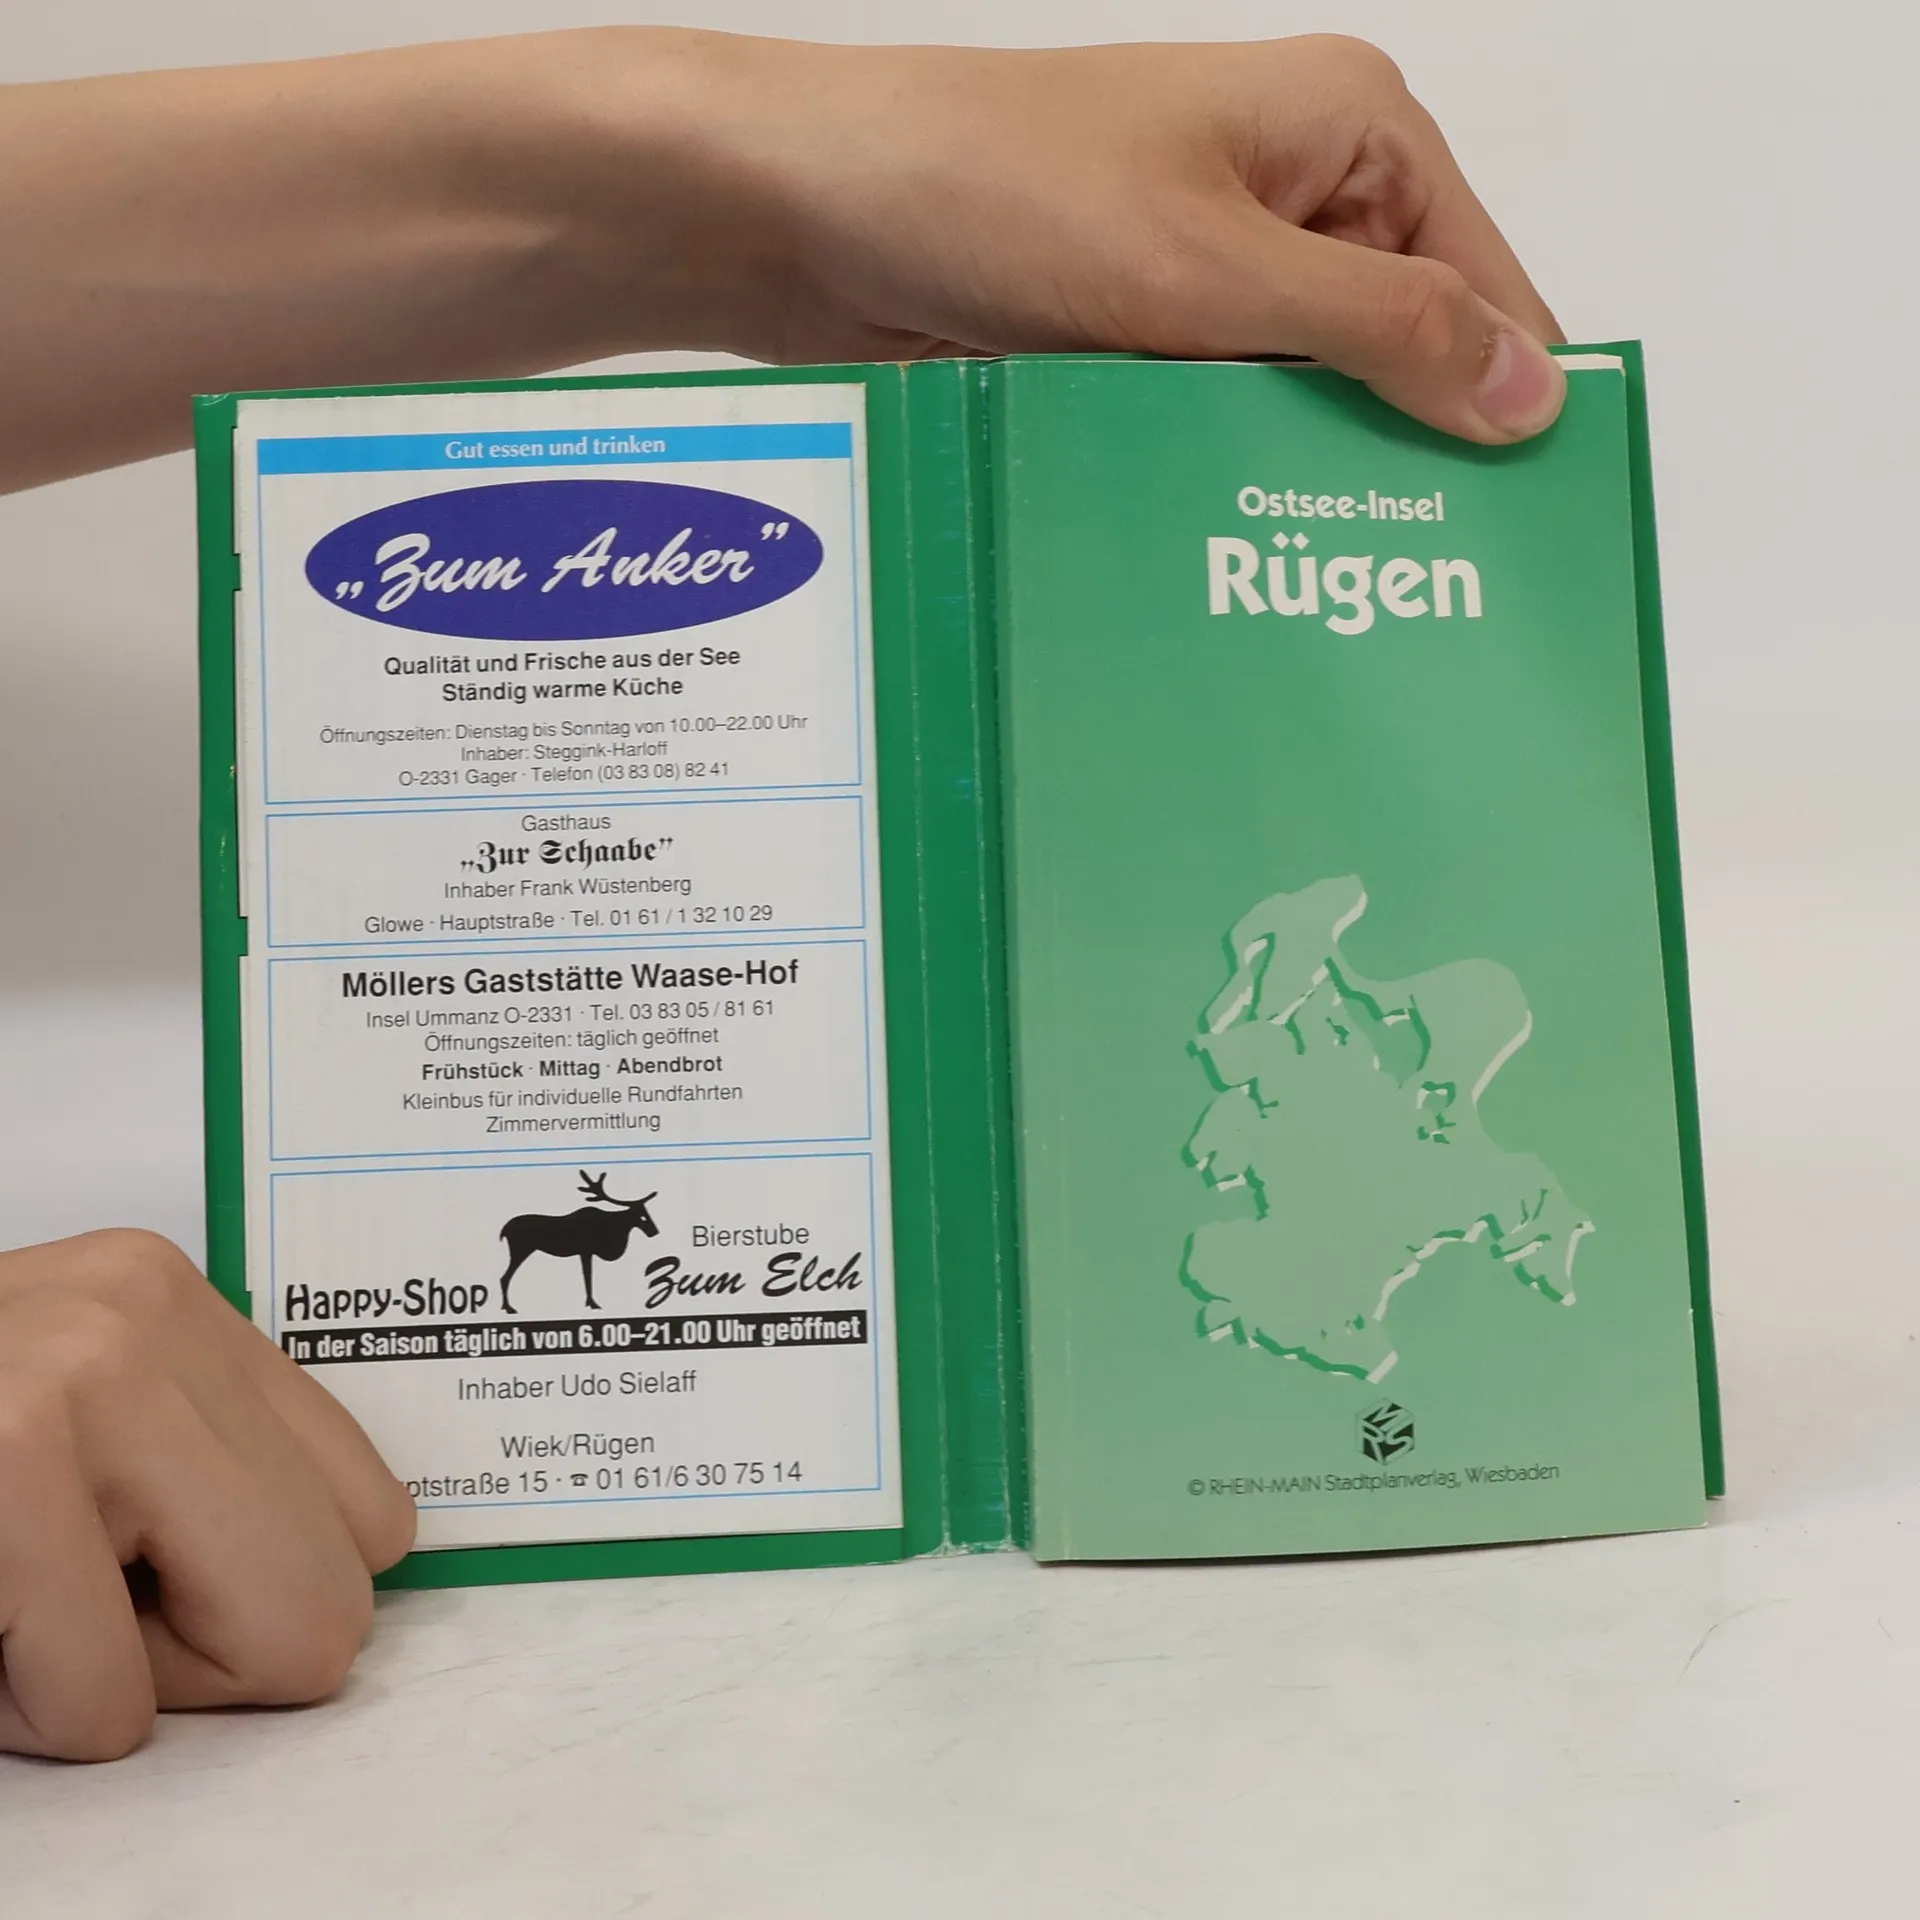 Gut essen und trinken
„Zum Anker”
Qualität und Frische aus der See
Ständig warme Küche
Öffnungszeiten: Dienstag bis Sonntag von 10.00–22.00 Uhr
Inhaber: Steggink-Harloff
O-2331 Gager · Telefon (03 83 08) 82 41
Gasthaus
„Zur Schaabe”
Inhaber Frank Wüstenberg
Glowe · Hauptstraße · Tel. 01 61 / 1 32 10 29
Möllers Gaststätte Waase-Hof
Insel Ummanz O-2331 · Tel. 03 83 05 / 81 61
Öffnungszeiten: täglich geöffnet
Frühstück · Mittag · Abendbrot
Kleinbus für individuelle Rundfahrten
Zimmervermittlung
Happy-Shop
Bierstube
Zum Elch
In der Saison täglich von 6.00–21.00 Uhr geöffnet
Inhaber Udo Sielaff
Wiek/Rügen
ptstraße 15 · ☎ 01 61/6 30 75 14
Ostsee-Insel
Rügen
© RHEIN-MAIN Stadtplanverlag, Wiesbaden